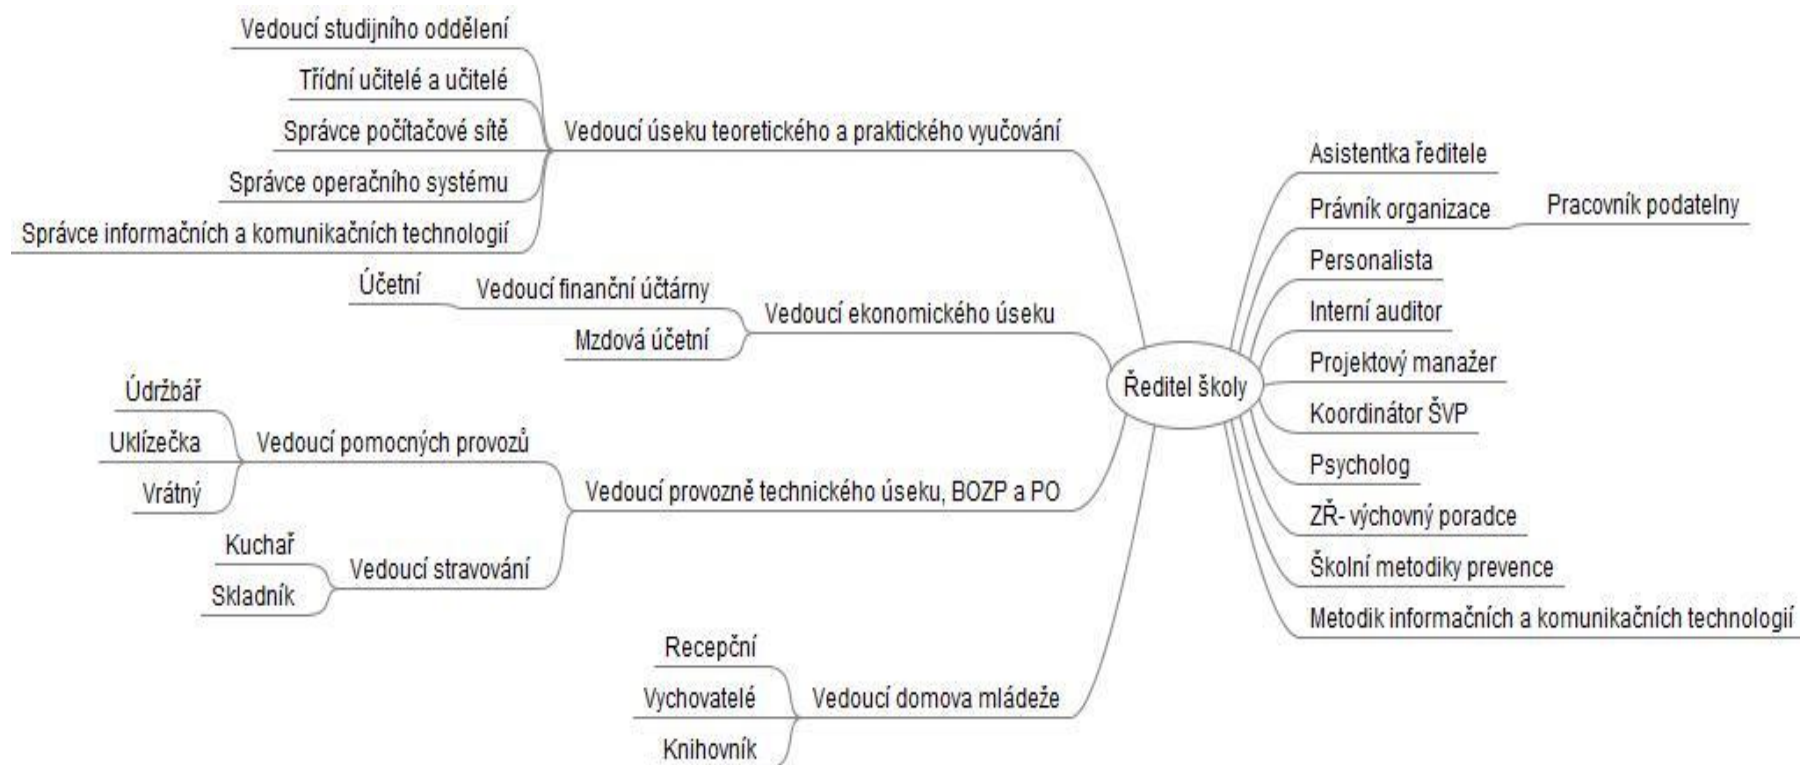 Vedoucí studijního oddělení
Třídní učitelé a učitelé
Správce počítačové sítě
Správce operačního systému
Správce informačních a komunikačních technologií
Vedoucí úseku teoretického a praktického vyučování
Účetní
Vedoucí finanční účtárny
Mzdová účetní
Vedoucí ekonomického úseku
Údržbář
Uklízečka
Vrátný
Vedoucí pomocných provozů
Kuchař
Skladník
Vedoucí stravování
Vedoucí provozně technického úseku, BOZP a PO
Recepční
Vychovatelé
Knihovník
Vedoucí domova mládeže
Ředitel školy
Asistentka ředitele
Právník organizace
Pracovník podatelny
Personalista
Interní auditor
Projektový manažer
Koordinátor ŠVP
Psycholog
ZŘ- výchovný poradce
Školní metodiky prevence
Metodik informačních a komunikačních technologií